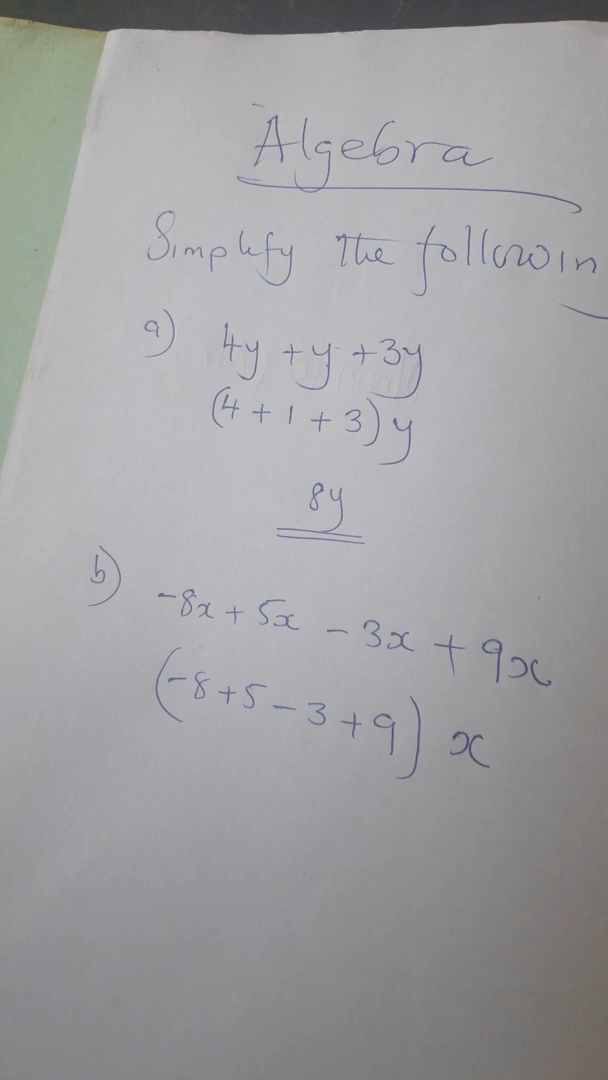 Algebra
Simplify the followin
a) 4y + y + 3y
(4 + 1 + 3) y
8y
b) -8x + 5x - 3x + 9x
(-8 + 5 - 3 + 9) x